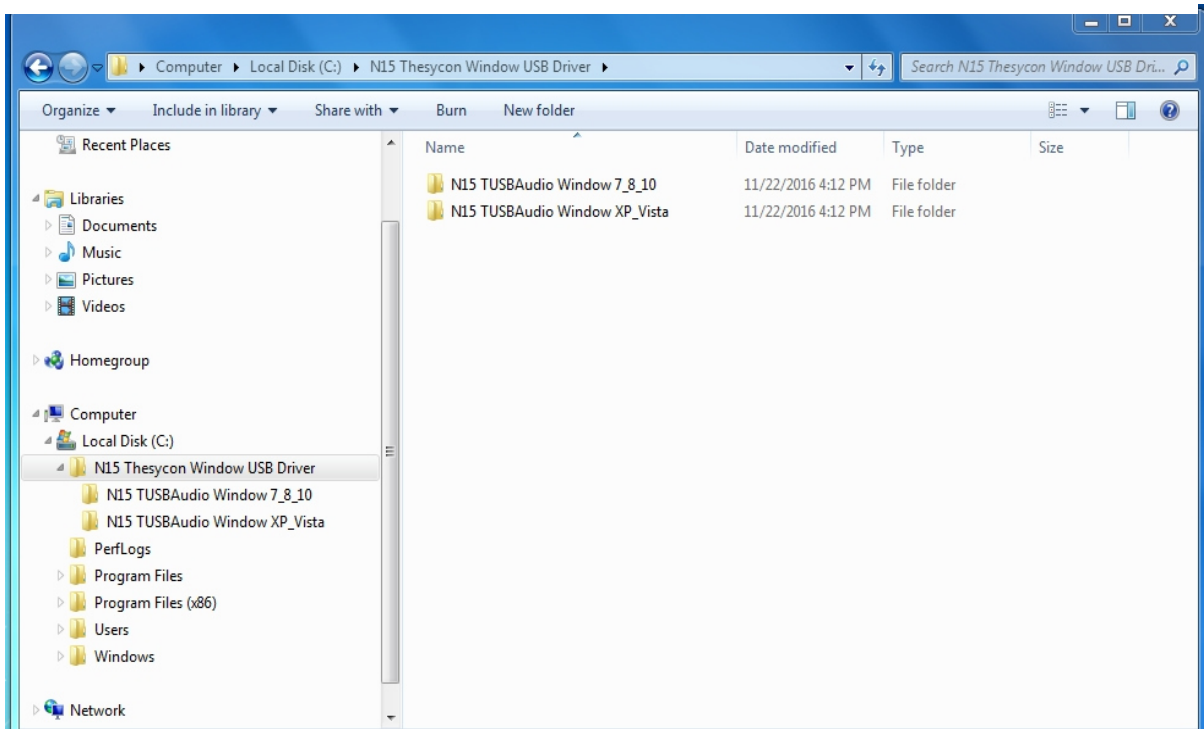 Computer Local Disk (C:) N15 Thesycon Window USB Driver Search N15 Thesycon Window USB Dri...
Organize Include in library Share with Burn New folder
Recent Places
Libraries
Documents
Music
Pictures
Videos
Homegroup
Computer
Local Disk (C:)
N15 Thesycon Window USB Driver
N15 TUSBAudio Window 7_8_10
N15 TUSBAudio Window XP_Vista
PerfLogs
Program Files
Program Files (x86)
Users
Windows
Network
Name Date modified Type Size
N15 TUSBAudio Window 7_8_10 11/22/2016 4:12 PM File folder
N15 TUSBAudio Window XP_Vista 11/22/2016 4:12 PM File folder